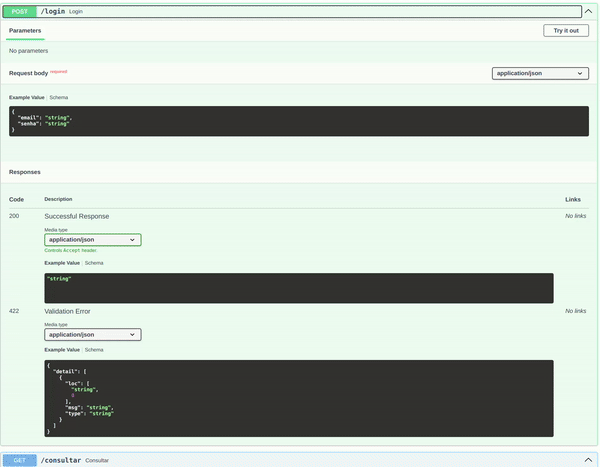 POST /login Login
Parameters Try it out
No parameters
Request body required application/json
Example Value Schema
{
"email": "string",
"senha": "string"
}
Responses
Code Description Links
200 Successful Response No links
Media type
application/json
Controls Accept header.
Example Value Schema
"string"
422 Validation Error No links
Media type
application/json
Example Value Schema
{
"detail": [
{
"loc": [
"string",
0
],
"msg": "string",
"type": "string"
}
]
}
GET /consultar Consultar